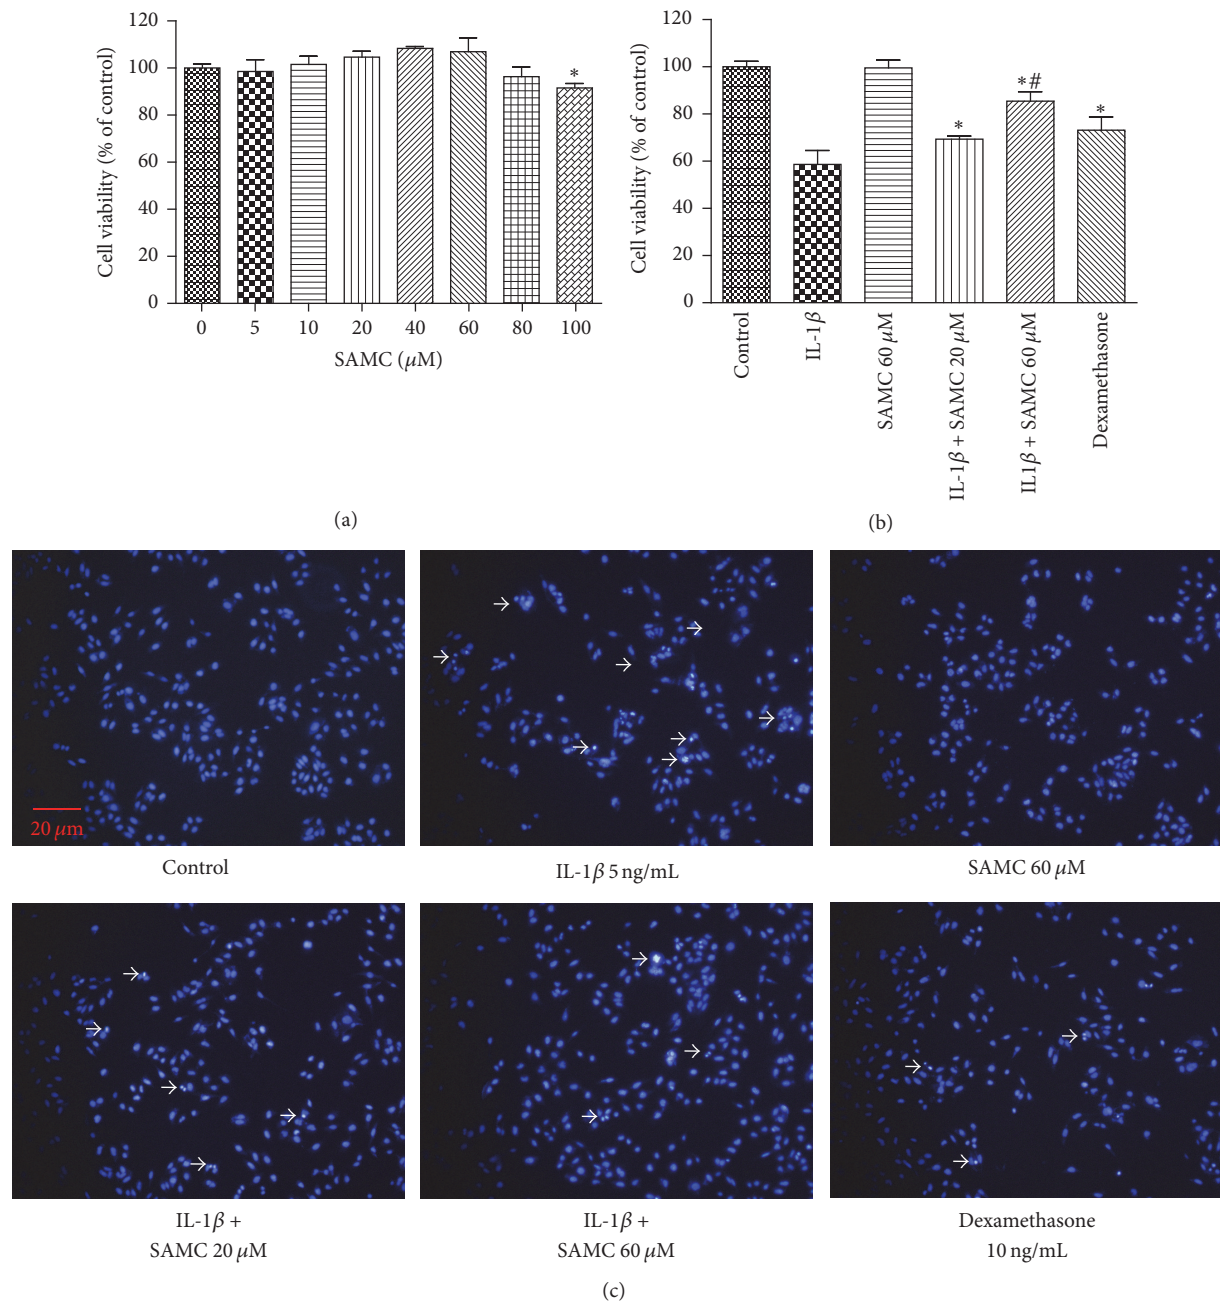 120
100
80
60
40
20
0
Cell viability (% of control)
*
0 5 10 20 40 60 80 100
SAMC (μM)
(a)
120
100
80
60
40
20
0
Cell viability (% of control)
*
*#
*
Control
IL-1β
SAMC 60 μM
IL-1β + SAMC 20 μM
IL1β + SAMC 60 μM
Dexamethasone
(b)
20 μm
Control
IL-1β 5 ng/mL
SAMC 60 μM
IL-1β +
SAMC 20 μM
IL-1β +
SAMC 60 μM
Dexamethasone
10 ng/mL
(c)